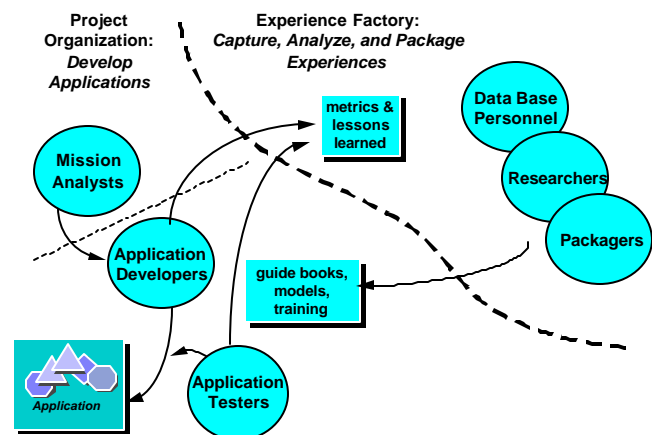 Project
Organization:
Develop
Applications
Experience Factory:
Capture, Analyze, and Package
Experiences
metrics &
lessons
learned
Data Base
Personnel
Mission
Analysts
Researchers
Packagers
Application
Developers
guide books,
models,
training
Application
Application
Testers